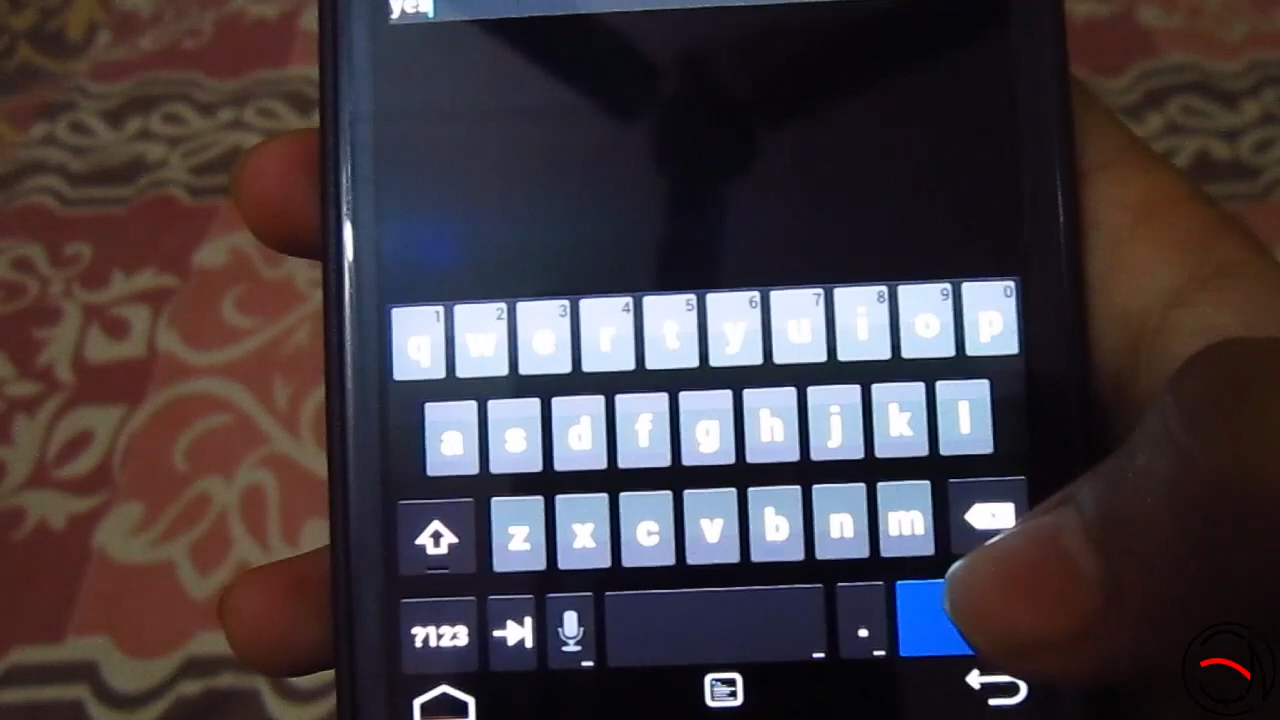 yes
1 2 3 4 5 6 7 8 9 0
q w e r t y u i o p
a s d f g h j k l
z x c v b n m
?123 .